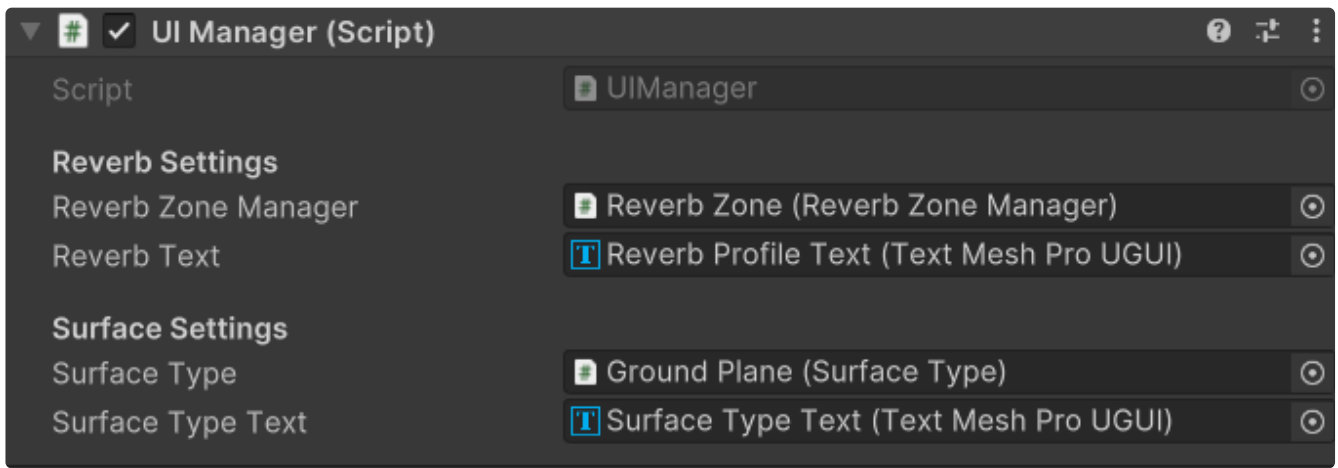 # UI Manager (Script)
Script # UIManager
Reverb Settings
Reverb Zone Manager # Reverb Zone (Reverb Zone Manager)
Reverb Text T Reverb Profile Text (Text Mesh Pro UGUI)
Surface Settings
Surface Type # Ground Plane (Surface Type)
Surface Type Text T Surface Type Text (Text Mesh Pro UGUI)